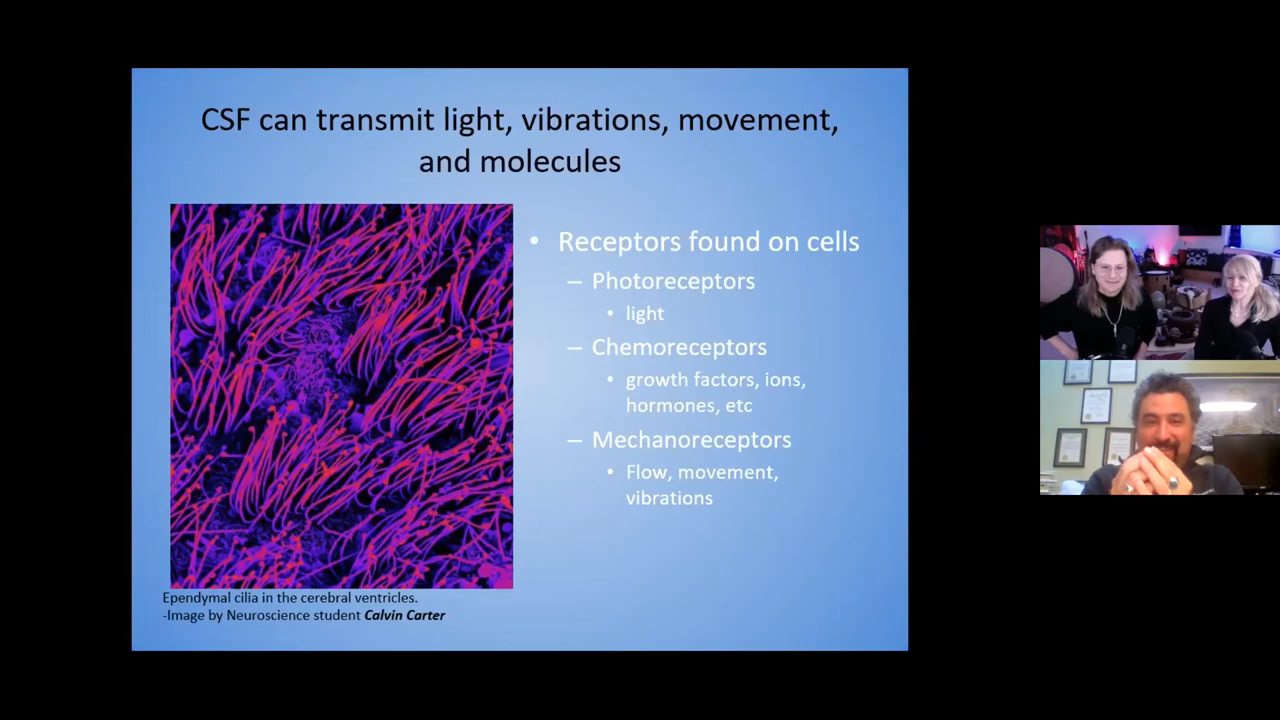 CSF can transmit light, vibrations, movement,
and molecules
• Receptors found on cells
– Photoreceptors
• light
– Chemoreceptors
• growth factors, ions,
hormones, etc
– Mechanoreceptors
• Flow, movement,
vibrations
Ependymal cilia in the cerebral ventricles.
-Image by Neuroscience student Calvin Carter